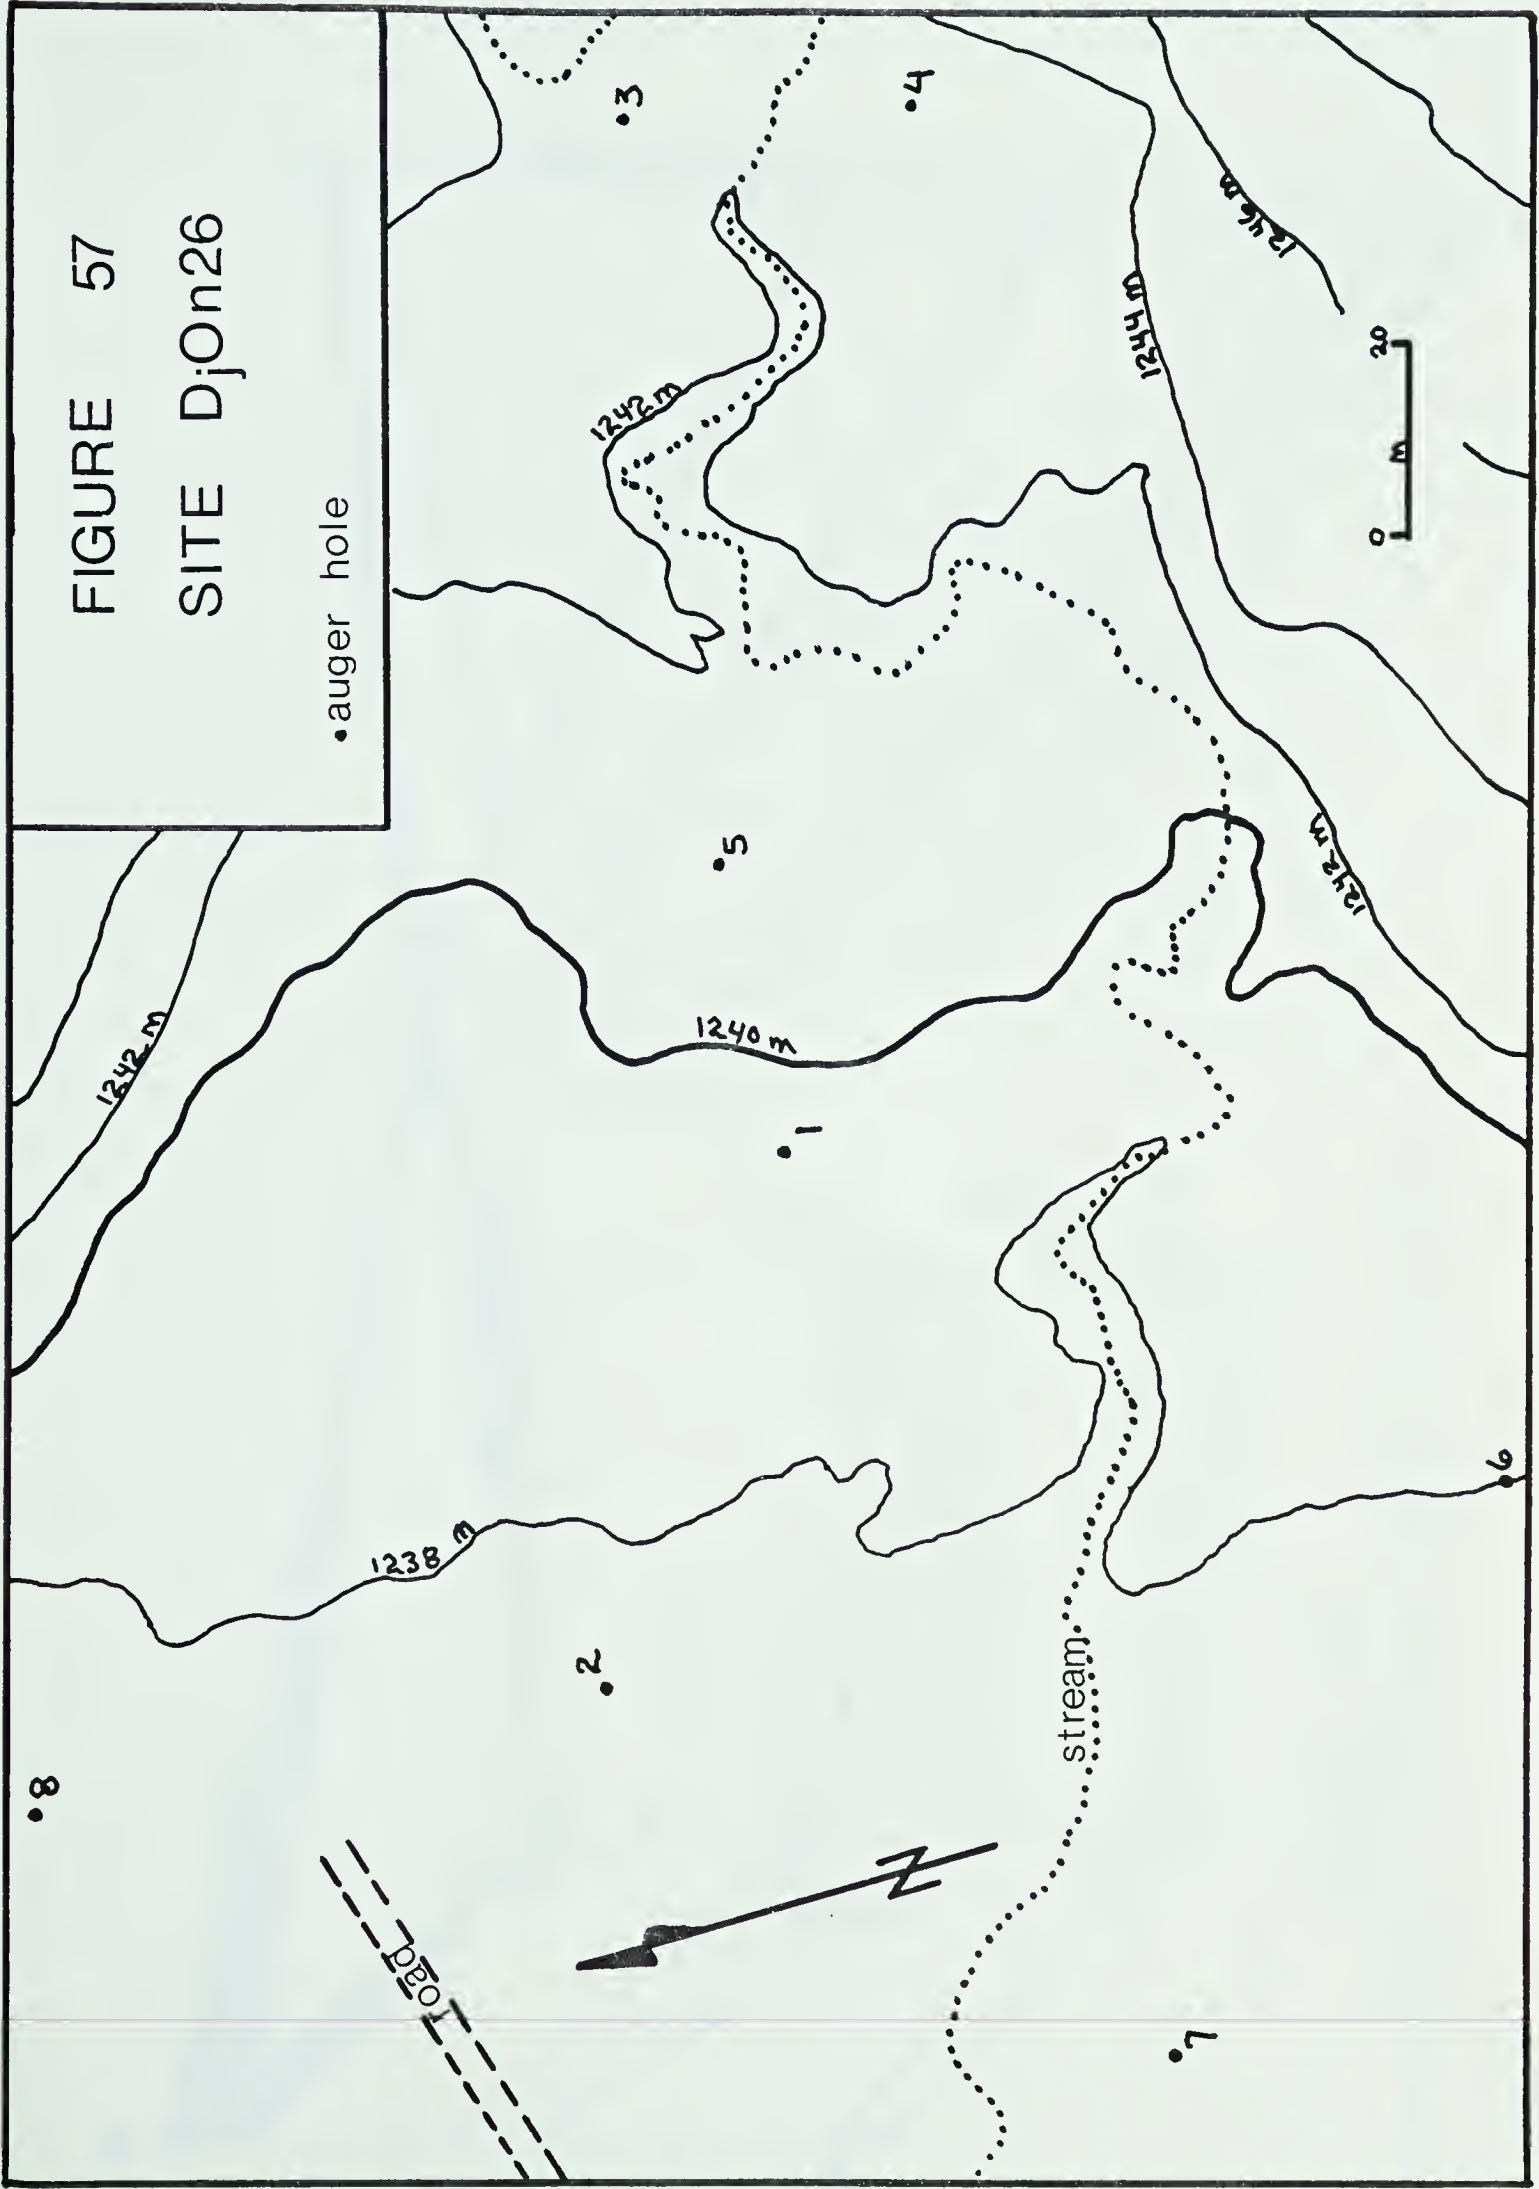 FIGURE 57
SITE DjOn26
•auger hole
•3
•4
1246 m
1244 m
1242 m
0 m 20
•5
1242 m
1242 m
1240 m
•1
•6
1238 m
•2
stream
•8
N
road
•7